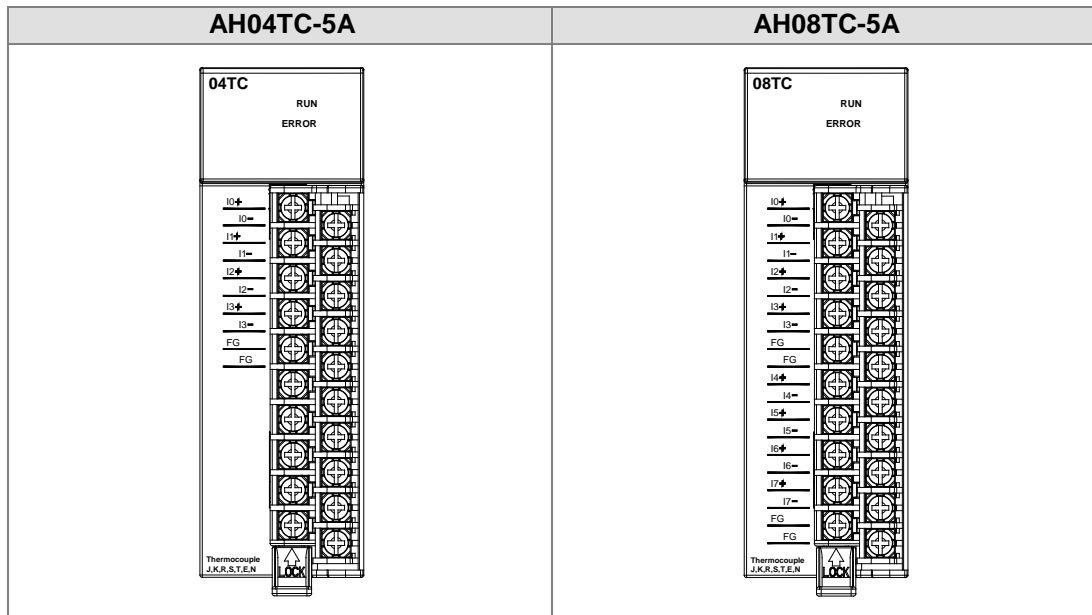 AH04TC-5A
AH08TC-5A
04TC
RUN
ERROR
I0+
I0-
I1+
I1-
I2+
I2-
I3+
I3-
FG
FG
Thermocouple
J,K,R,S,T,E,N
LOCK
08TC
RUN
ERROR
I0+
I0-
I1+
I1-
I2+
I2-
I3+
I3-
FG
FG
I4+
I4-
I5+
I5-
I6+
I6-
I7+
I7-
FG
FG
Thermocouple
J,K,R,S,T,E,N
LOCK